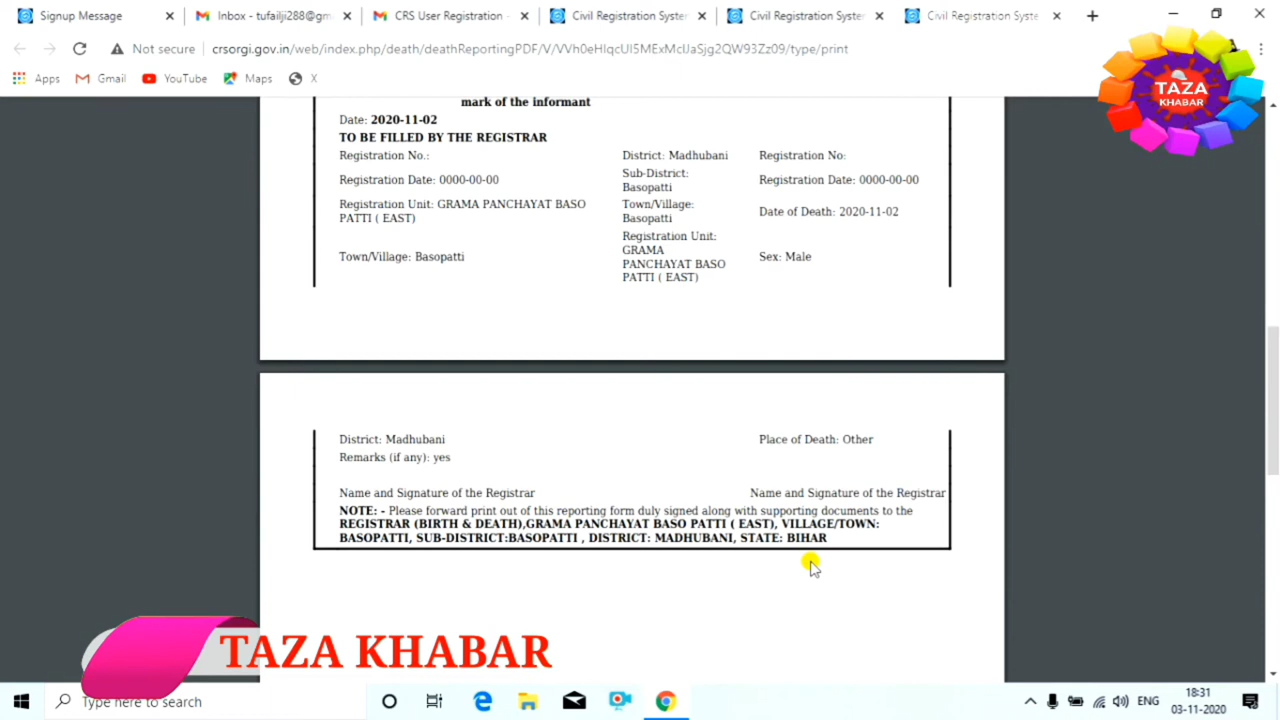 Signup Message
Inbox - tufailji288@gm
CRS User Registration -
Civil Registration Syster
Civil Registration Syster
Civil Registration Syste
Not secure
crsorgi.gov.in/web/index.php/death/deathReportingPDF/V/VVh0eHlqcUI5MExMclJaSjg2QW93Zz09/type/print
Apps
Gmail
YouTube
Maps
X
TAZA
KHABAR
mark of the informant
Date: 2020-11-02
TO BE FILLED BY THE REGISTRAR
Registration No.:
District: Madhubani
Registration No:
Registration Date: 0000-00-00
Sub-District:
Basopatti
Registration Date: 0000-00-00
Registration Unit: GRAMA PANCHAYAT BASO
PATTI ( EAST)
Town/Village:
Basopatti
Date of Death: 2020-11-02
Town/Village: Basopatti
Registration Unit:
GRAMA
PANCHAYAT BASO
PATTI ( EAST)
Sex: Male
District: Madhubani
Place of Death: Other
Remarks (if any): yes
Name and Signature of the Registrar
Name and Signature of the Registrar
NOTE: - Please forward print out of this reporting form duly signed along with supporting documents to the
REGISTRAR (BIRTH & DEATH),GRAMA PANCHAYAT BASO PATTI ( EAST), VILLAGE/TOWN:
BASOPATTI, SUB-DISTRICT:BASOPATTI , DISTRICT: MADHUBANI, STATE: BIHAR
TAZA KHABAR
Type here to search
ENG
18:31
03-11-2020